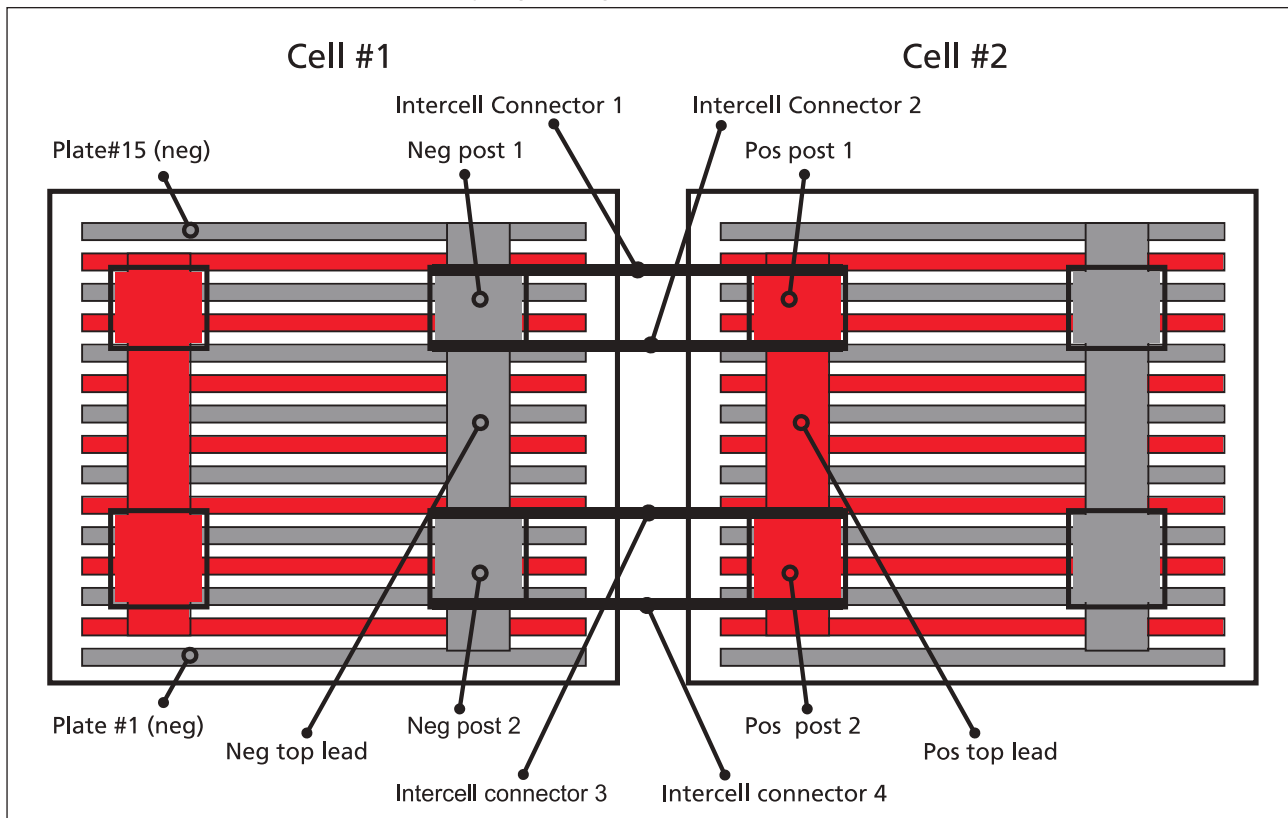 Cell #1
Cell #2
Intercell Connector 1
Intercell Connector 2
Plate#15 (neg)
Neg post 1
Pos post 1
Plate #1 (neg)
Neg post 2
Pos post 2
Neg top lead
Pos top lead
Intercell connector 3
Intercell connector 4